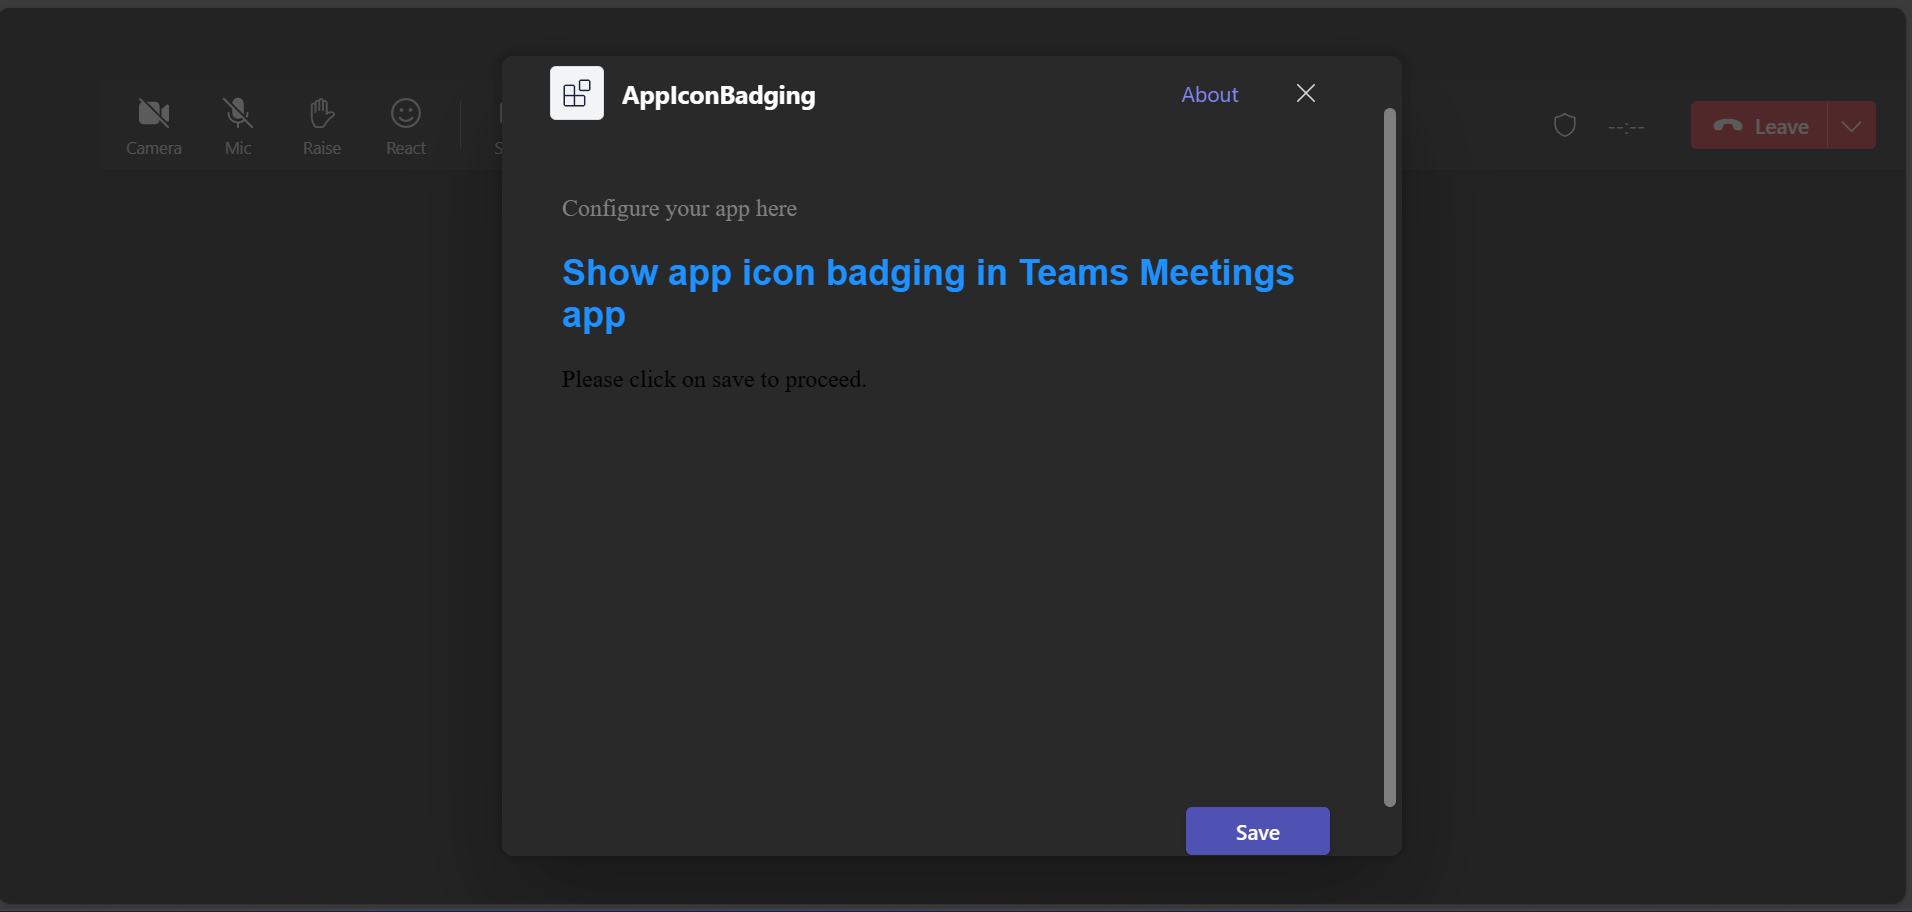 AppIconBadging
About
Camera
Mic
Raise
React
--:--
Leave
Configure your app here
Show app icon badging in Teams Meetings
app
Please click on save to proceed.
Save